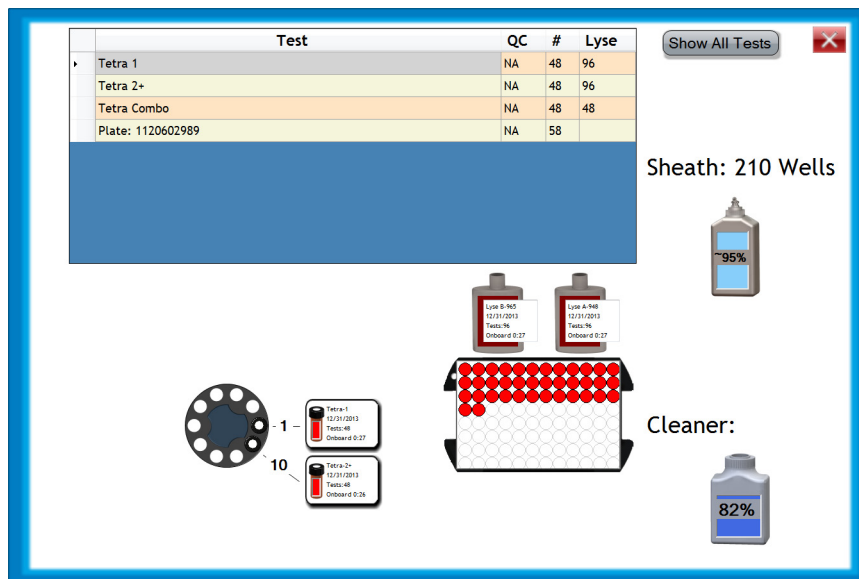 Test QC # Lyse
Show All Tests
Tetra 1 NA 48 96
Tetra 2+ NA 48 96
Tetra Combo NA 48 48
Plate: 1120602989 NA 58
Sheath: 210 Wells
~95%
Lyse B-965
12/31/2013
Tests:96
Onboard 0:27
Lyse A-948
12/31/2013
Tests:96
Onboard 0:27
1
Tetra-1
12/31/2013
Tests:48
Onboard 0:27
10
Tetra-2+
12/31/2013
Tests:48
Onboard 0:26
Cleaner:
82%